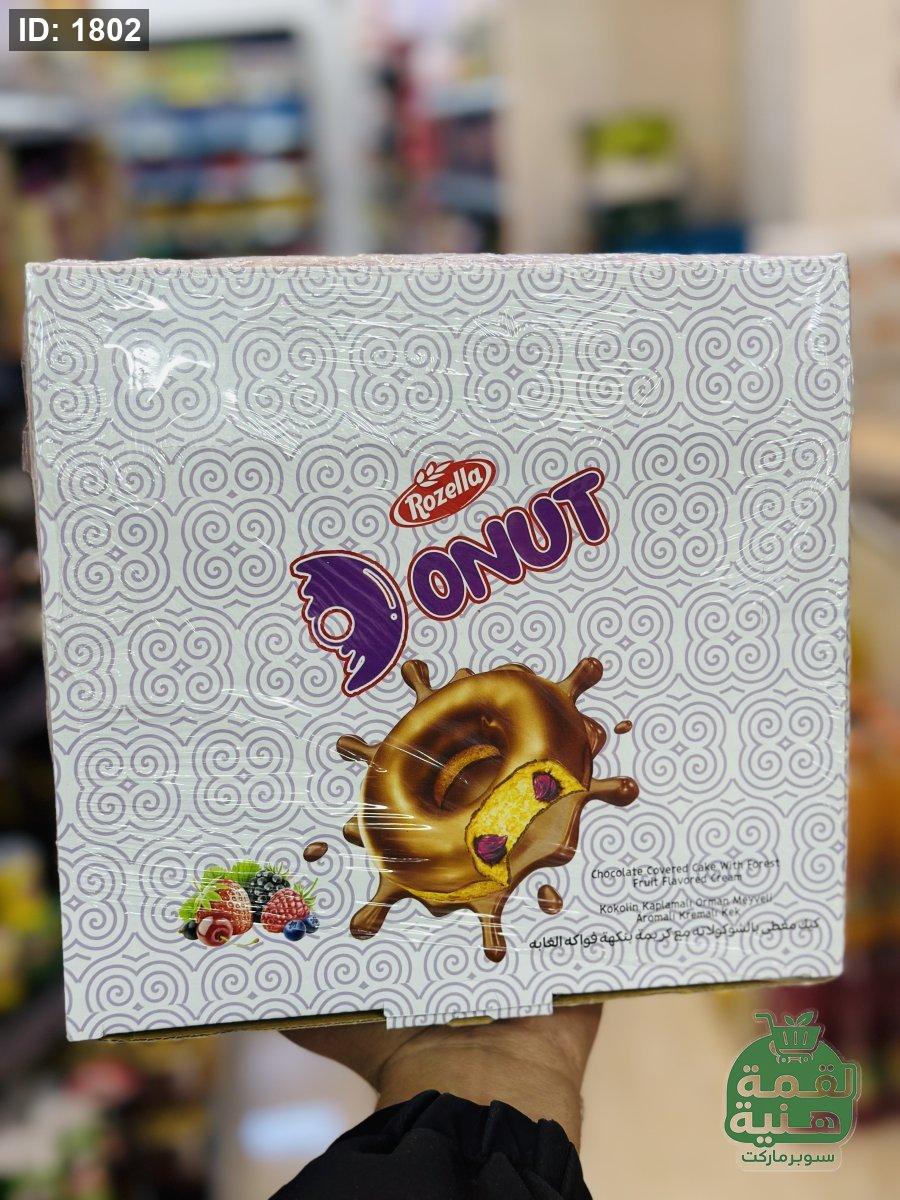 ID: 1802
Rozella
DONUT
Chocolate Covered Cake With Forest
Fruit Flavored Cream
Kokolin Kaplamalı Orman Meyveli
Aromalı Kremalı Kek
كيك مغطى بالشوكولاته مع كريمة بنكهة فواكه الغابه
لقمة
هنية
سوبرماركت